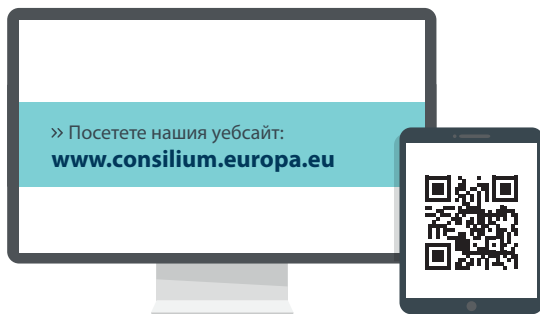 ›› Посетете нашия уебсайт:
www.consilium.europa.eu